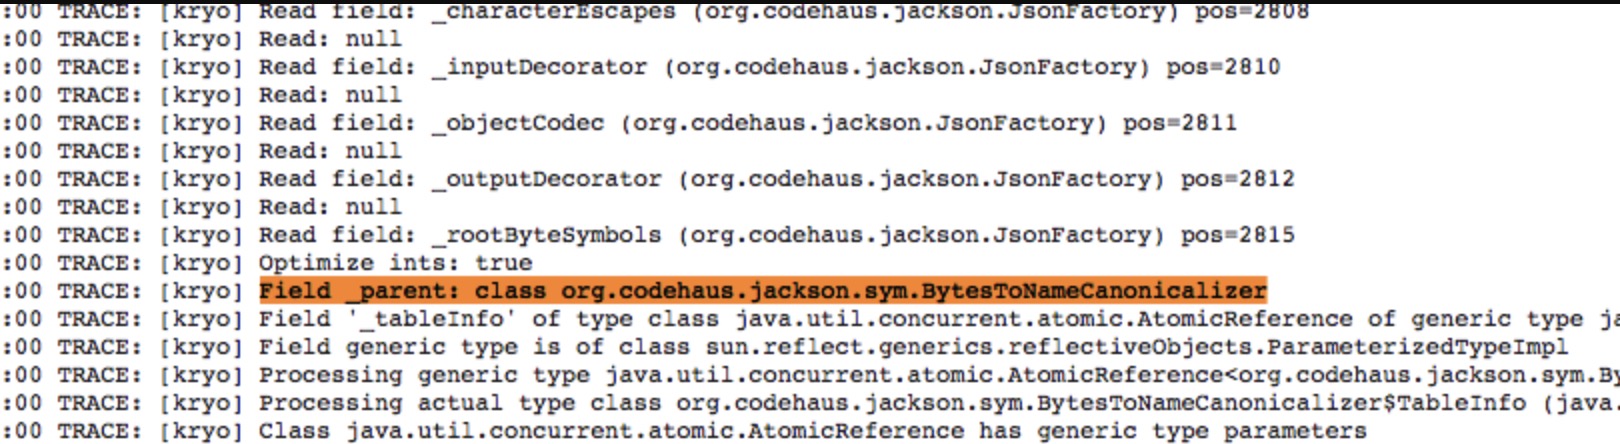 :00 TRACE: [kryo] Read field: _characterEscapes (org.codehaus.jackson.JsonFactory) pos=2808
:00 TRACE: [kryo] Read: null
:00 TRACE: [kryo] Read field: _inputDecorator (org.codehaus.jackson.JsonFactory) pos=2810
:00 TRACE: [kryo] Read: null
:00 TRACE: [kryo] Read field: _objectCodec (org.codehaus.jackson.JsonFactory) pos=2811
:00 TRACE: [kryo] Read: null
:00 TRACE: [kryo] Read field: _outputDecorator (org.codehaus.jackson.JsonFactory) pos=2812
:00 TRACE: [kryo] Read: null
:00 TRACE: [kryo] Read field: _rootByteSymbols (org.codehaus.jackson.JsonFactory) pos=2815
:00 TRACE: [kryo] Optimize ints: true
:00 TRACE: [kryo] Field _parent: class org.codehaus.jackson.sym.BytesToNameCanonicalizer
:00 TRACE: [kryo] Field '_tableInfo' of type class java.util.concurrent.atomic.AtomicReference of generic type ja
:00 TRACE: [kryo] Field generic type is of class sun.reflect.generics.reflectiveObjects.ParameterizedTypeImpl
:00 TRACE: [kryo] Processing generic type java.util.concurrent.atomic.AtomicReference<org.codehaus.jackson.sym.By
:00 TRACE: [kryo] Processing actual type class org.codehaus.jackson.sym.BytesToNameCanonicalizer$TableInfo (java.
:00 TRACE: [kryo] Class java.util.concurrent.atomic.AtomicReference has generic type parameters